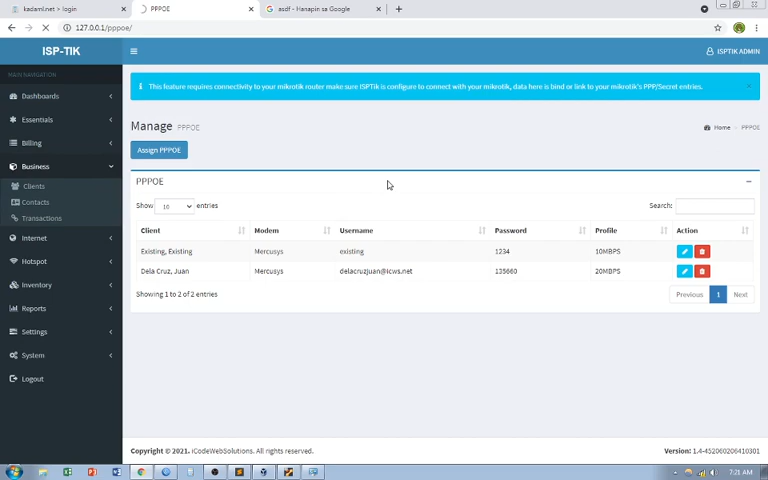 kadaml.net > login
PPPOE
asdf - Hanapin sa Google
127.0.0.1/pppoe/
ISP-TIK
ISPTIK ADMIN
MAIN NAVIGATION
Dashboards
Essentials
Billing
Business
Clients
Contacts
Transactions
Internet
Hotspot
Inventory
Reports
Settings
System
Logout
This feature requires connectivity to your mikrotik router make sure ISPTik is configure to connect with your mikrotik, data here is bind or link to your mikrotik's PPP/Secret entries.
Manage PPPOE
Home > PPPOE
Assign PPPOE
PPPOE
Show 10 entries
Search:
Client Modem Username Password Profile Action
Existing, Existing Mercusys existing 1234 10MBPS
Dela Cruz, Juan Mercusys delacruzjuan@icws.net 135660 20MBPS
Showing 1 to 2 of 2 entries
Previous 1 Next
Copyright © 2021. iCodeWebSolutions. All rights reserved.
Version: 1.4-452060206410301
7:21 AM